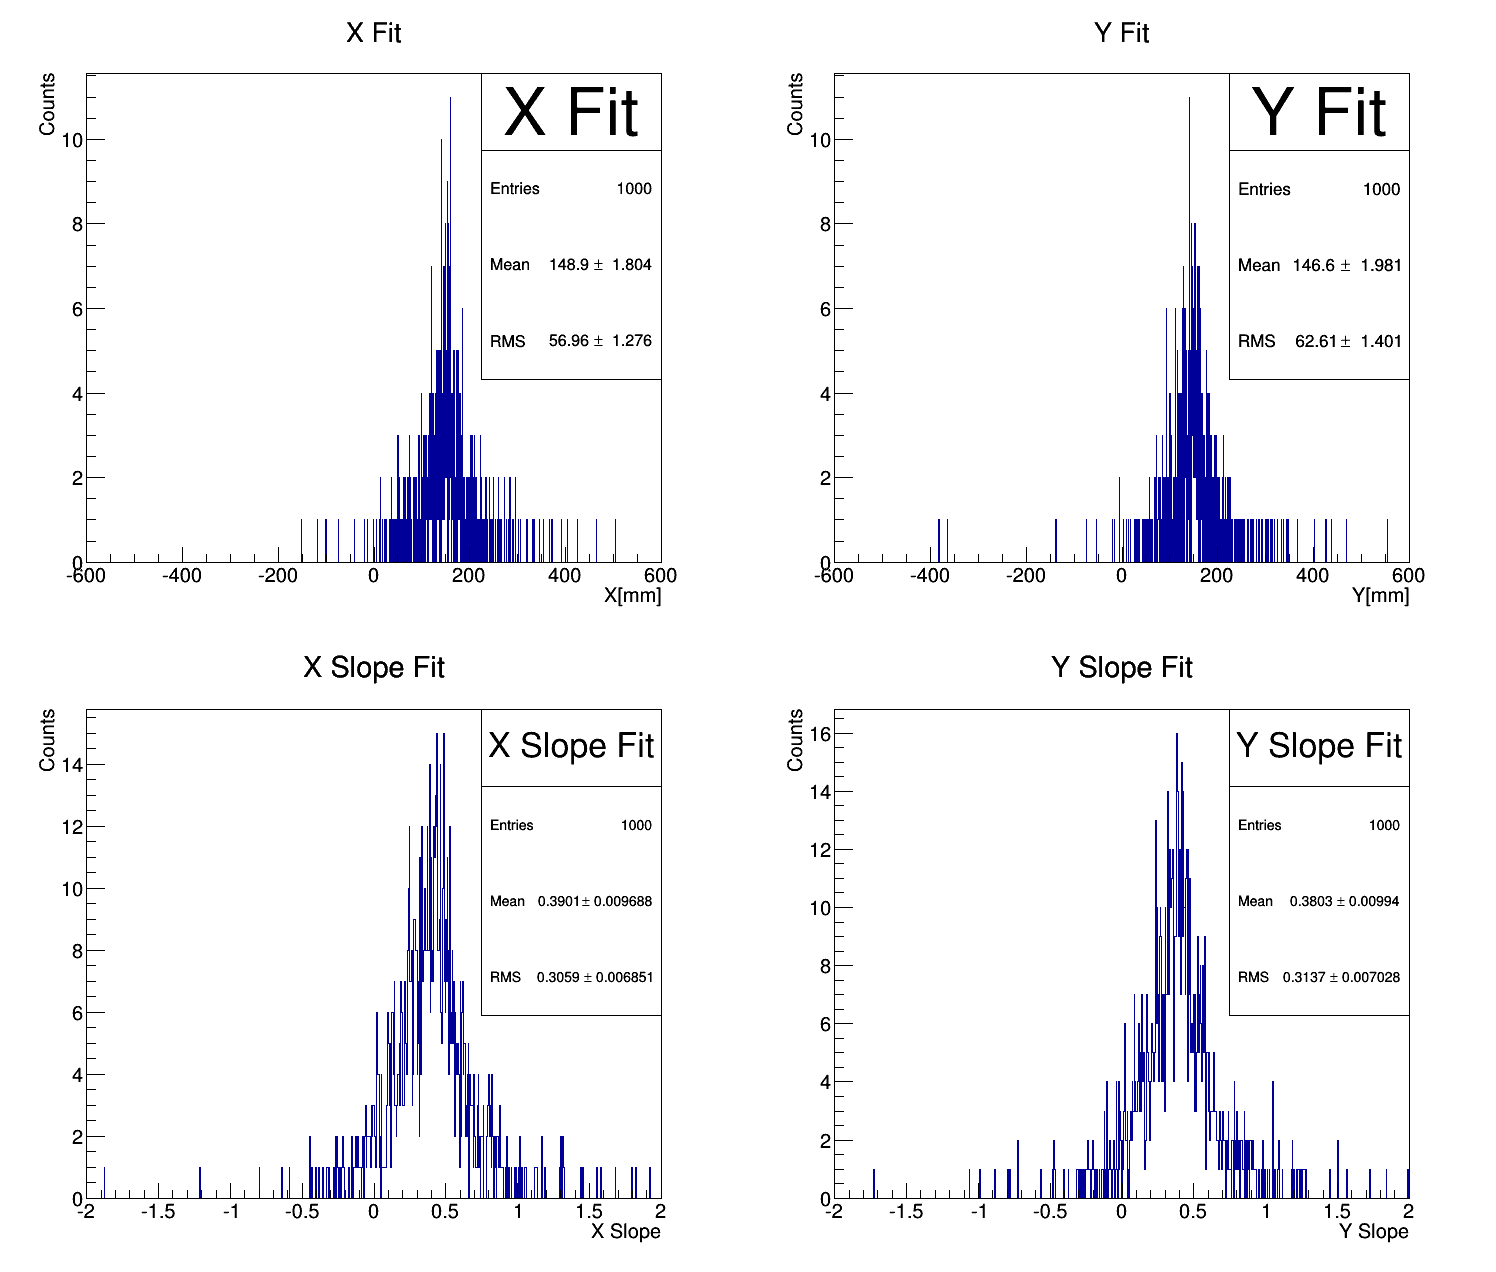 X Fit
Counts
X Fit
Entries 1000
Mean 148.9 ± 1.804
RMS 56.96 ± 1.276
10
8
6
4
2
0
-600 -400 -200 0 200 400 600
X[mm]
Y Fit
Counts
Y Fit
Entries 1000
Mean 146.6 ± 1.981
RMS 62.61 ± 1.401
10
8
6
4
2
0
-600 -400 -200 0 200 400 600
Y[mm]
X Slope Fit
Counts
X Slope Fit
Entries 1000
Mean 0.3901 ± 0.009688
RMS 0.3059 ± 0.006851
14
12
10
8
6
4
2
0
-2 -1.5 -1 -0.5 0 0.5 1 1.5 2
X Slope
Y Slope Fit
Counts
Y Slope Fit
Entries 1000
Mean 0.3803 ± 0.00994
RMS 0.3137 ± 0.007028
16
14
12
10
8
6
4
2
0
-2 -1.5 -1 -0.5 0 0.5 1 1.5 2
Y Slope